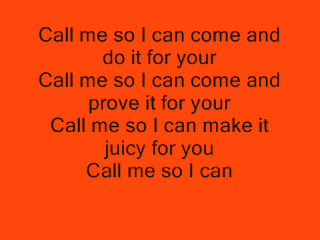 Call me so I can come and
do it for your
Call me so I can come and
prove it for your
Call me so I can make it
juicy for you
Call me so I can